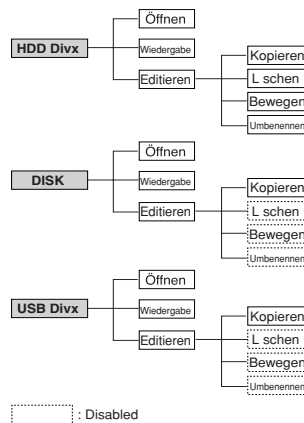 Öffnen
HDD Divx
Wiedergabe
Kopieren
Editieren
L schen
Bewegen
Umbenennen
Öffnen
DISK
Wiedergabe
Kopieren
Editieren
L schen
Bewegen
Umbenennen
Öffnen
USB Divx
Wiedergabe
Kopieren
Editieren
L schen
Bewegen
Umbenennen
: Disabled